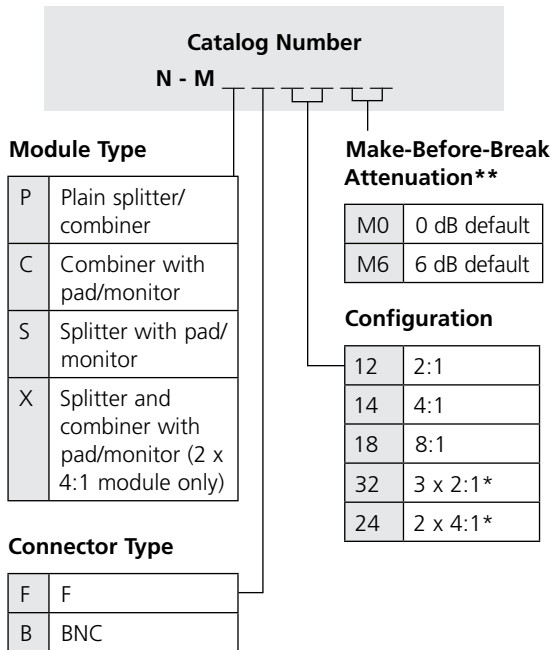 Catalog Number
N - M _ _ _ _ _ _
Module Type
P Plain splitter/
combiner
C Combiner with
pad/monitor
S Splitter with pad/
monitor
X Splitter and
combiner with
pad/monitor (2 x
4:1 module only)
Connector Type
F F
B BNC
Make-Before-Break
Attenuation**
M0 0 dB default
M6 6 dB default
Configuration
12 2:1
14 4:1
18 8:1
32 3 x 2:1*
24 2 x 4:1*